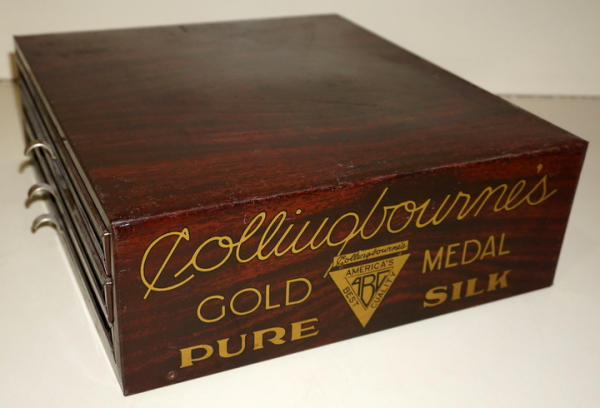 Collingbourne's
GOLD MEDAL
PURE SILK
Collingbourne's
AMERICA'S
ABC
BEST QUALITY